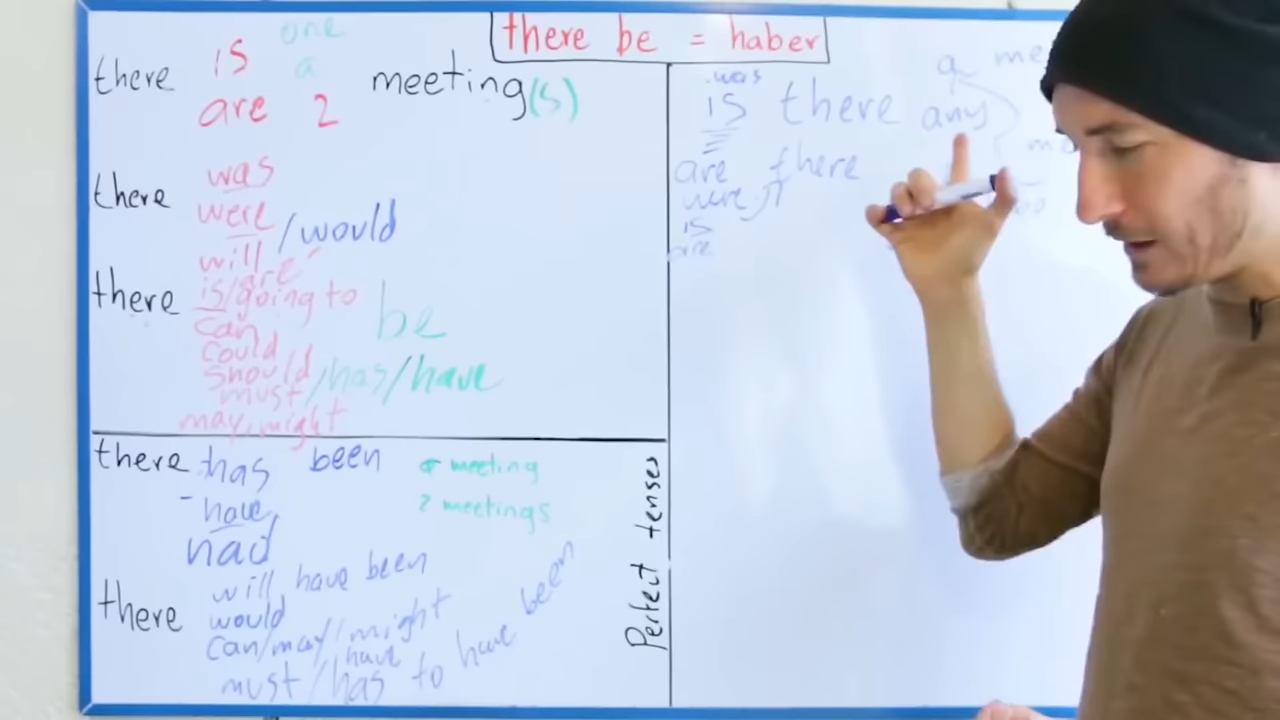 there be = haber
one
there is a meeting(s)
are 2
there was
were /would
will
there is/are going to be
can
could
should /has/have
must
may, might
there has been a meeting
- have 2 meetings
had
there will have been
would
can/may/might have been
have
must/has to
Perfect tenses
was a me
is there any
are there
were
is
are